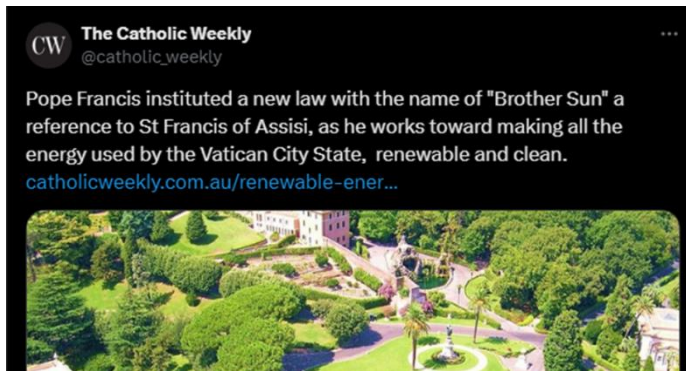 CW
The Catholic Weekly
@catholic_weekly
Pope Francis instituted a new law with the name of "Brother Sun" a
reference to St Francis of Assisi, as he works toward making all the
energy used by the Vatican City State,  renewable and clean.
catholicweekly.com.au/renewable-ener...